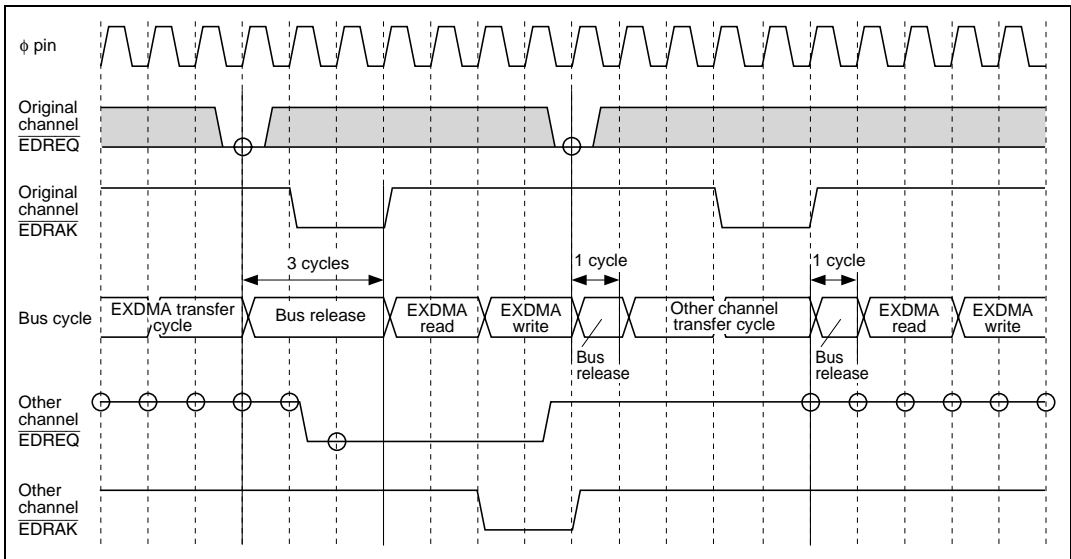 ϕ pin
Original
channel
EDREQ
Original
channel
EDRAK
3 cycles
1 cycle
1 cycle
Bus cycle
EXDMA transfer
cycle
Bus release
EXDMA
read
EXDMA
write
Bus
release
Other channel
transfer cycle
Bus
release
EXDMA
read
EXDMA
write
Other
channel
EDREQ
Other
channel
EDRAK